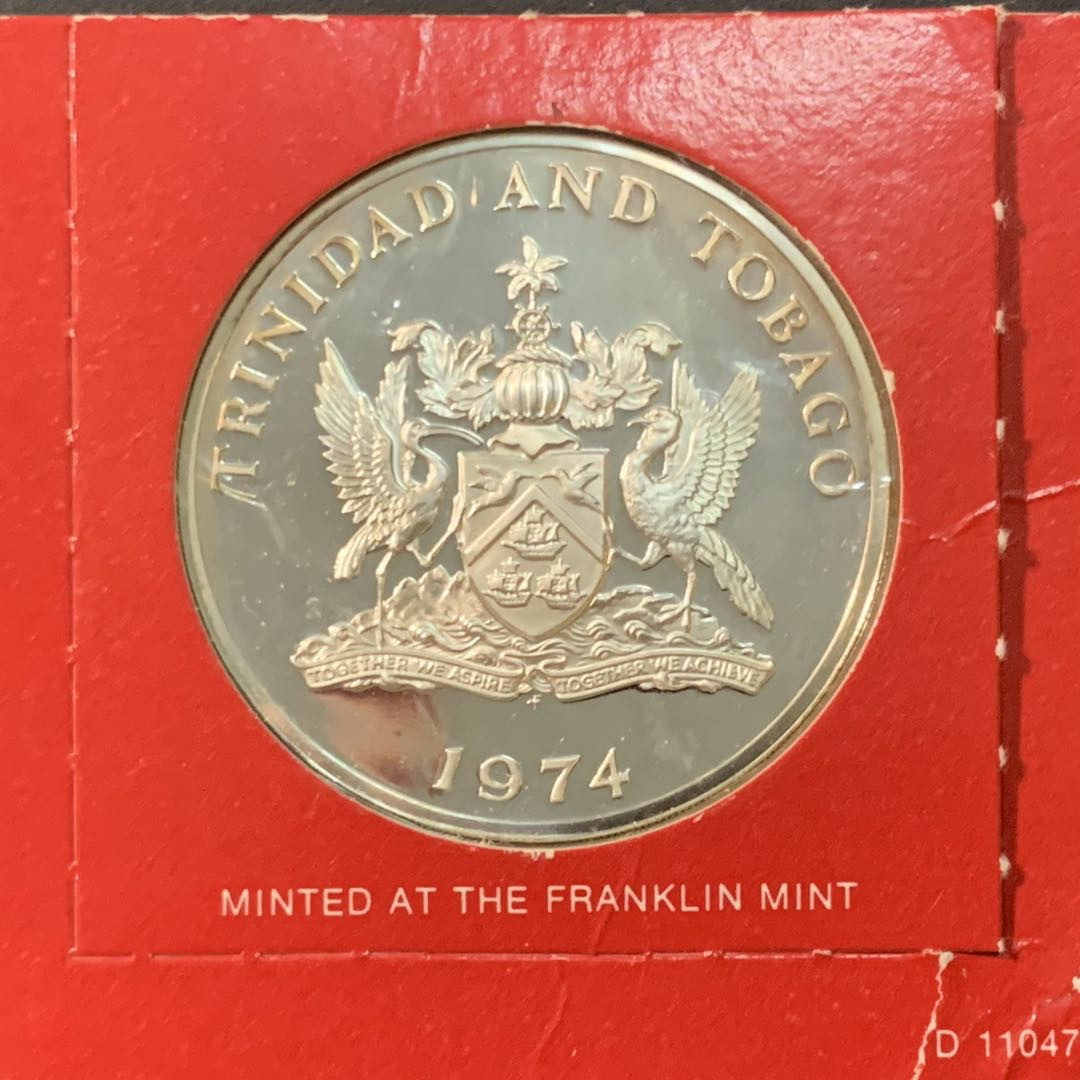 TRINIDAD AND TOBAGO
TOGETHER WE ASPIRE TOGETHER WE ACHIEVE
1974
MINTED AT THE FRANKLIN MINT
D 11047